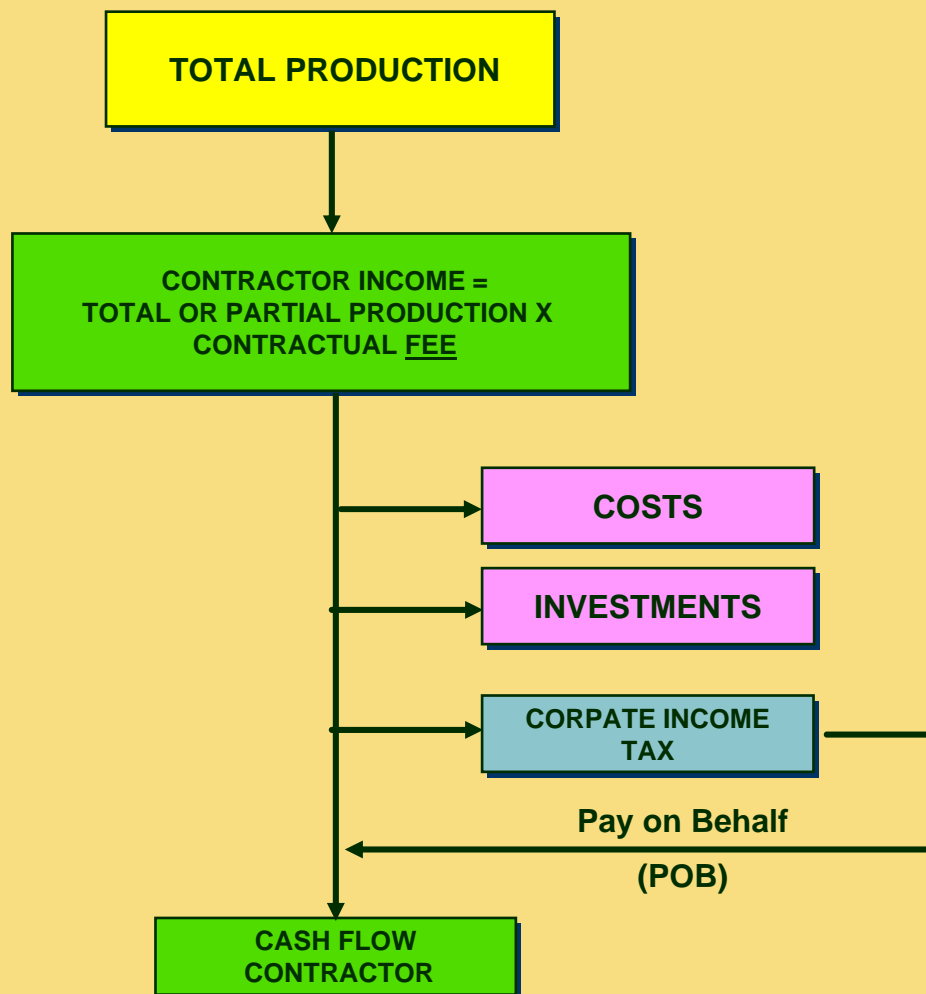 TOTAL PRODUCTION
CONTRACTOR INCOME =
TOTAL OR PARTIAL PRODUCTION X
CONTRACTUAL FEE
COSTS
INVESTMENTS
CORPATE INCOME
TAX
Pay on Behalf
(POB)
CASH FLOW
CONTRACTOR